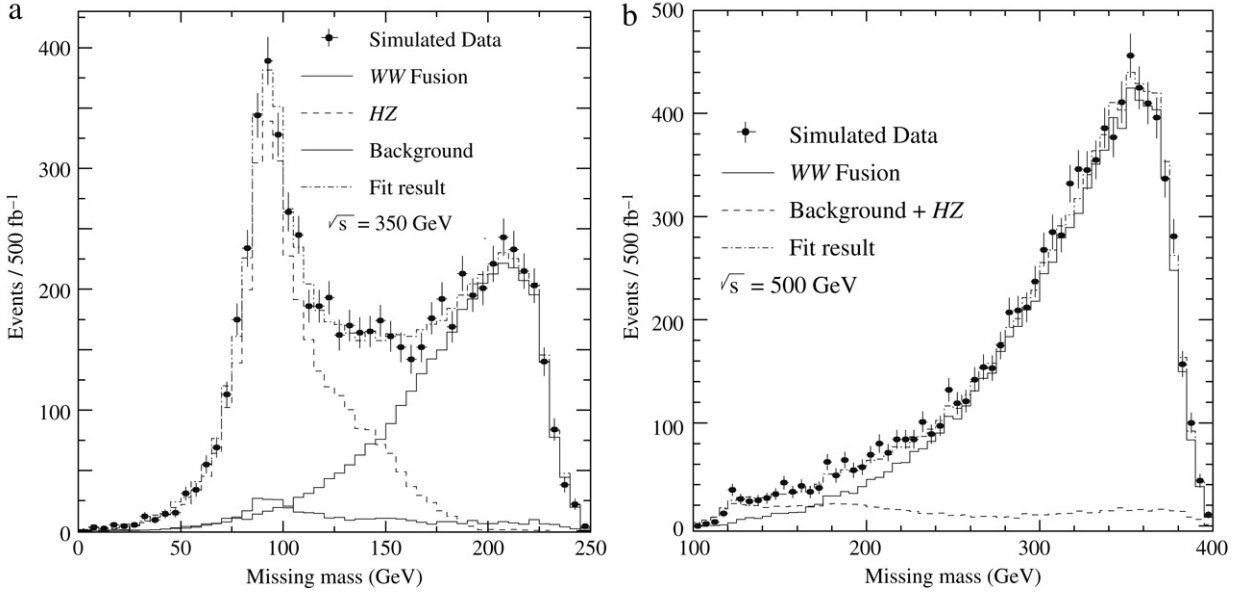 a
400
300
200
100
0
Events / 500 fb⁻¹
Simulated Data
WW Fusion
HZ
Background
Fit result
√s = 350 GeV
0 50 100 150 200 250
Missing mass (GeV)
b
500
400
300
200
100
0
Events / 500 fb⁻¹
Simulated Data
WW Fusion
Background + HZ
Fit result
√s = 500 GeV
100 200 300 400
Missing mass (GeV)